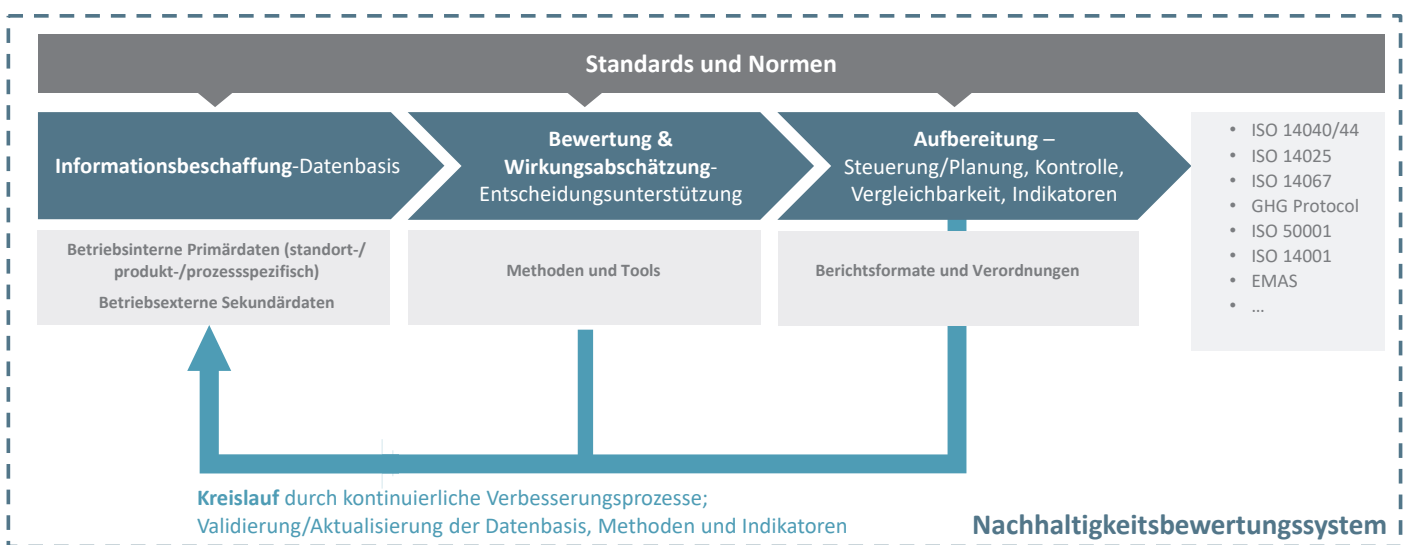 Standards und Normen
Informationsbeschaffung-Datenbasis
Bewertung &
Wirkungsabschätzung-
Entscheidungsunterstützung
Aufbereitung –
Steuerung/Planung, Kontrolle,
Vergleichbarkeit, Indikatoren
• ISO 14040/44
• ISO 14025
• ISO 14067
• GHG Protocol
• ISO 50001
• ISO 14001
• EMAS
• ...
Betriebsinterne Primärdaten (standort-/
produkt-/prozessspezifisch)
Betriebsexterne Sekundärdaten
Methoden und Tools
Berichtsformate und Verordnungen
Kreislauf durch kontinuierliche Verbesserungsprozesse;
Validierung/Aktualisierung der Datenbasis, Methoden und Indikatoren
Nachhaltigkeitsbewertungssystem